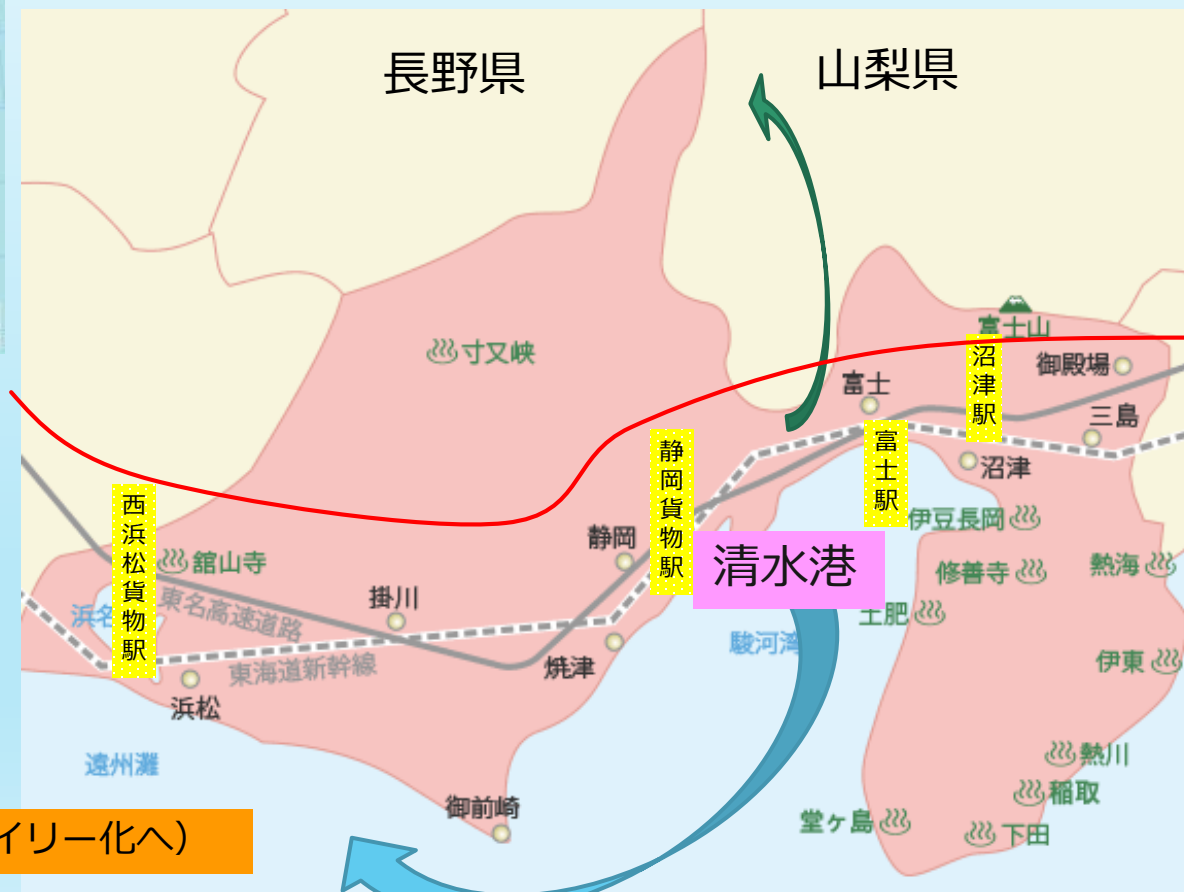 長野県
山梨県
寸又峡
富士山
沼津駅
御殿場
富士
三島
静岡貨物駅
富士駅
沼津
西浜松貨物駅
伊豆長岡
静岡
清水港
舘山寺
修善寺
熱海
東名高速道路
掛川
浜名
土肥
駿河湾
東海道新幹線
焼津
伊東
浜松
遠州灘
熱川
御前崎
稲取
堂ヶ島
下田
イリー化へ）